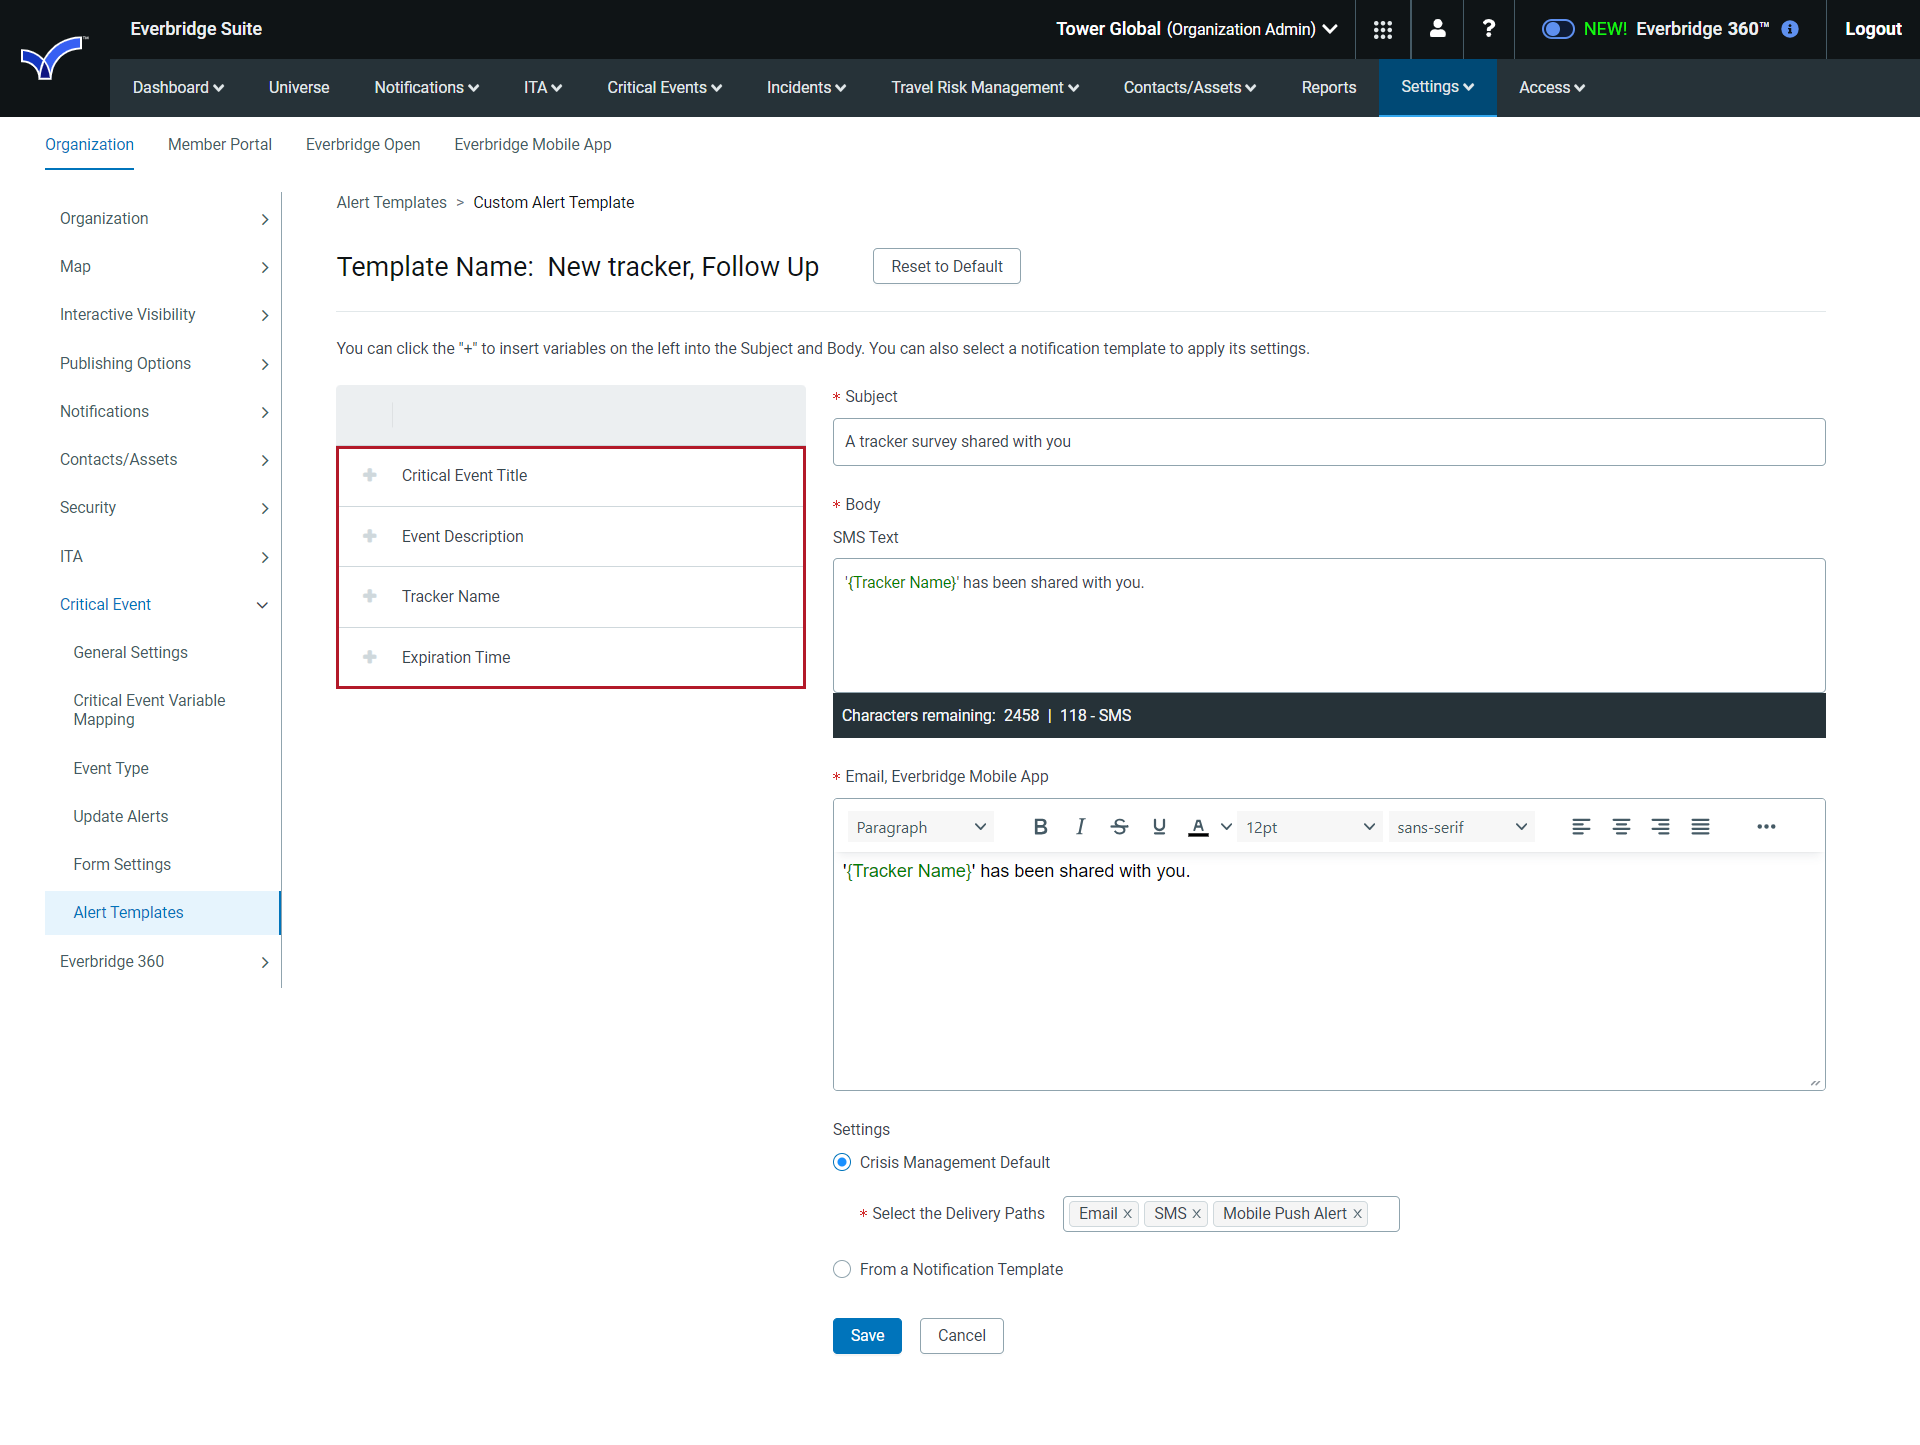 Everbridge Suite
Tower Global (Organization Admin)
?
NEW! Everbridge 360™
i
Logout
™
Dashboard
Universe
Notifications
ITA
Critical Events
Incidents
Travel Risk Management
Contacts/Assets
Reports
Settings
Access
Organization
Member Portal
Everbridge Open
Everbridge Mobile App
Organization
Map
Interactive Visibility
Publishing Options
Notifications
Contacts/Assets
Security
ITA
Critical Event
General Settings
Critical Event Variable
Mapping
Event Type
Update Alerts
Form Settings
Alert Templates
Everbridge 360
Alert Templates > Custom Alert Template
Template Name: New tracker, Follow Up
Reset to Default
You can click the "+" to insert variables on the left into the Subject and Body. You can also select a notification template to apply its settings.
Critical Event Title
Event Description
Tracker Name
Expiration Time
* Subject
A tracker survey shared with you
* Body
SMS Text
'{Tracker Name}' has been shared with you.
Characters remaining: 2458 | 118 - SMS
* Email, Everbridge Mobile App
Paragraph
B
I
S
U
A
12pt
sans-serif
'{Tracker Name}' has been shared with you.
Settings
Crisis Management Default
* Select the Delivery Paths
Email x
SMS x
Mobile Push Alert x
From a Notification Template
Save
Cancel